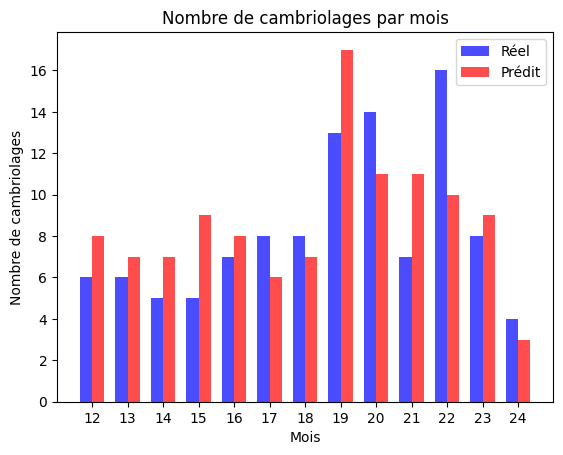 Nombre de cambriolages par mois
Réel
Prédit
Nombre de cambriolages
16
14
12
10
8
6
4
2
0
12 13 14 15 16 17 18 19 20 21 22 23 24
Mois